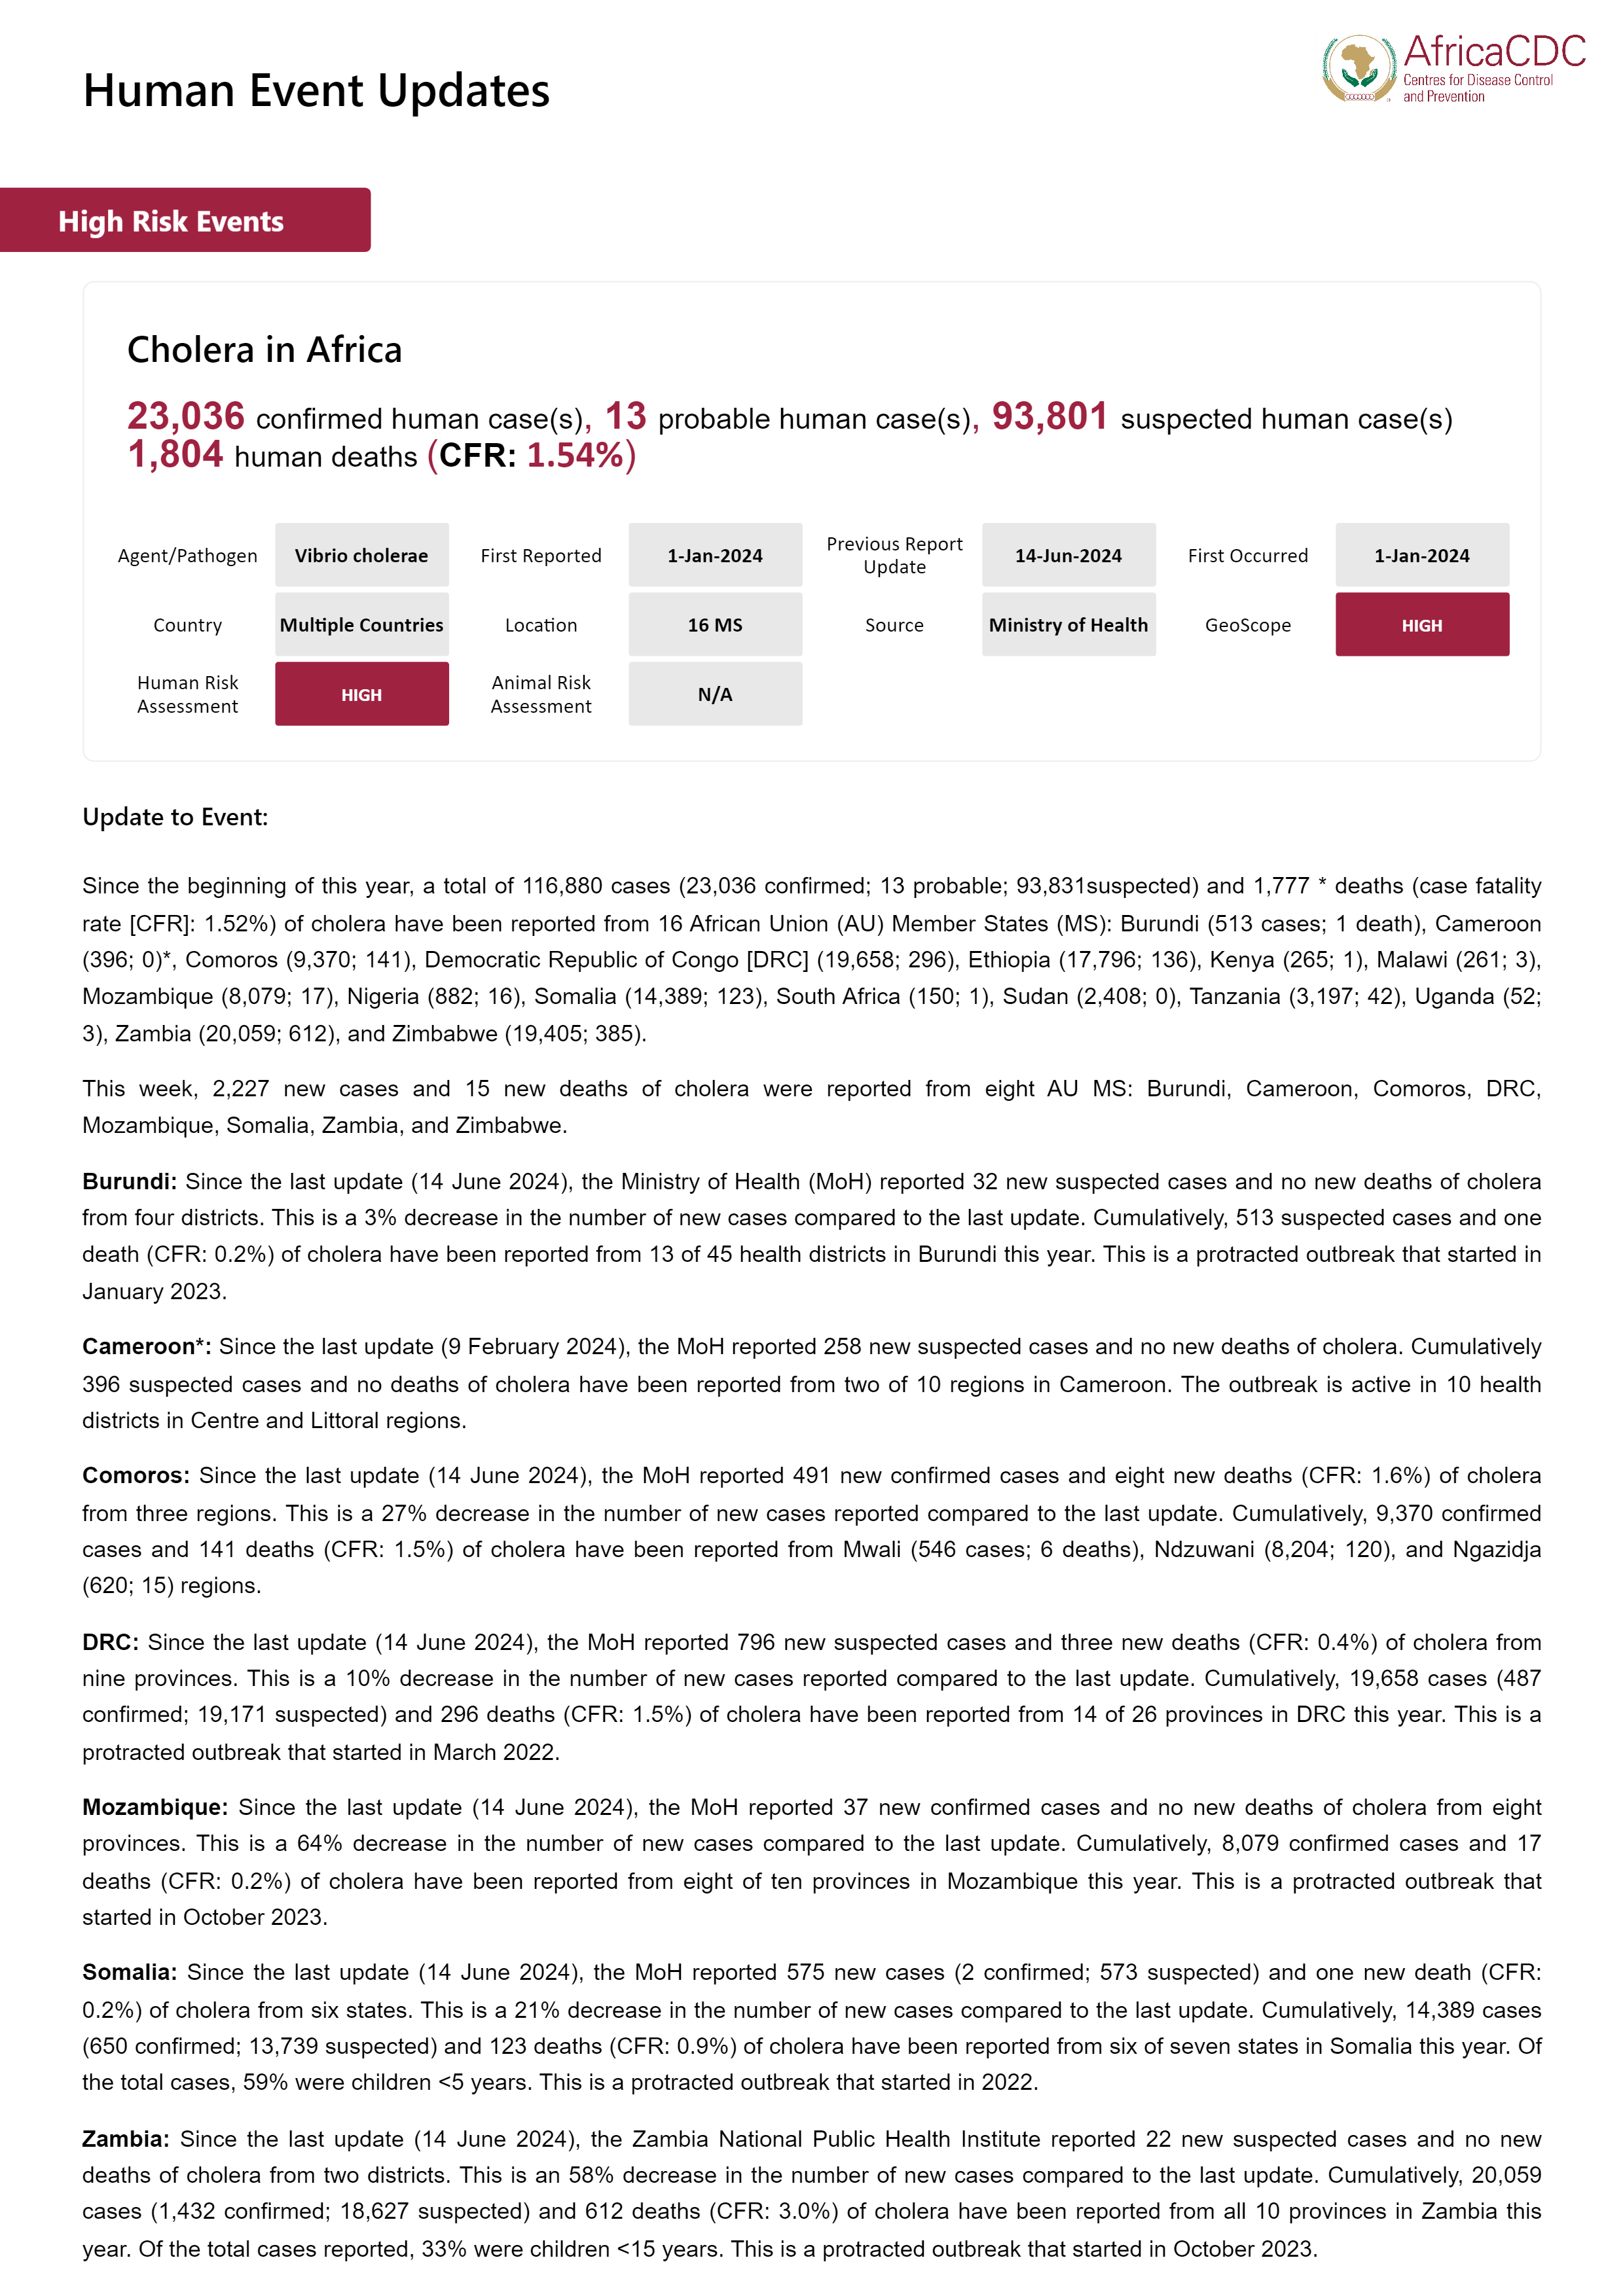 Human Event Updates
AfricaCDC
Centres for Disease Control
and Prevention
High Risk Events
Cholera in Africa
23,036 confirmed human case(s), 13 probable human case(s), 93,801 suspected human case(s)
1,804 human deaths (CFR: 1.54%)
Agent/Pathogen Vibrio cholerae First Reported 1-Jan-2024 Previous Report Update 14-Jun-2024 First Occurred 1-Jan-2024
Country Multiple Countries Location 16 MS Source Ministry of Health GeoScope HIGH
Human Risk Assessment HIGH Animal Risk Assessment N/A
Update to Event:
Since the beginning of this year, a total of 116,880 cases (23,036 confirmed; 13 probable; 93,831suspected) and 1,777 * deaths (case fatality
rate [CFR]: 1.52%) of cholera have been reported from 16 African Union (AU) Member States (MS): Burundi (513 cases; 1 death), Cameroon
(396; 0)*, Comoros (9,370; 141), Democratic Republic of Congo [DRC] (19,658; 296), Ethiopia (17,796; 136), Kenya (265; 1), Malawi (261; 3),
Mozambique (8,079; 17), Nigeria (882; 16), Somalia (14,389; 123), South Africa (150; 1), Sudan (2,408; 0), Tanzania (3,197; 42), Uganda (52;
3), Zambia (20,059; 612), and Zimbabwe (19,405; 385).
This week, 2,227 new cases and 15 new deaths of cholera were reported from eight AU MS: Burundi, Cameroon, Comoros, DRC,
Mozambique, Somalia, Zambia, and Zimbabwe.
Burundi: Since the last update (14 June 2024), the Ministry of Health (MoH) reported 32 new suspected cases and no new deaths of cholera
from four districts. This is a 3% decrease in the number of new cases compared to the last update. Cumulatively, 513 suspected cases and one
death (CFR: 0.2%) of cholera have been reported from 13 of 45 health districts in Burundi this year. This is a protracted outbreak that started in
January 2023.
Cameroon*: Since the last update (9 February 2024), the MoH reported 258 new suspected cases and no new deaths of cholera. Cumulatively
396 suspected cases and no deaths of cholera have been reported from two of 10 regions in Cameroon. The outbreak is active in 10 health
districts in Centre and Littoral regions.
Comoros: Since the last update (14 June 2024), the MoH reported 491 new confirmed cases and eight new deaths (CFR: 1.6%) of cholera
from three regions. This is a 27% decrease in the number of new cases reported compared to the last update. Cumulatively, 9,370 confirmed
cases and 141 deaths (CFR: 1.5%) of cholera have been reported from Mwali (546 cases; 6 deaths), Ndzuwani (8,204; 120), and Ngazidja
(620; 15) regions.
DRC: Since the last update (14 June 2024), the MoH reported 796 new suspected cases and three new deaths (CFR: 0.4%) of cholera from
nine provinces. This is a 10% decrease in the number of new cases reported compared to the last update. Cumulatively, 19,658 cases (487
confirmed; 19,171 suspected) and 296 deaths (CFR: 1.5%) of cholera have been reported from 14 of 26 provinces in DRC this year. This is a
protracted outbreak that started in March 2022.
Mozambique: Since the last update (14 June 2024), the MoH reported 37 new confirmed cases and no new deaths of cholera from eight
provinces. This is a 64% decrease in the number of new cases compared to the last update. Cumulatively, 8,079 confirmed cases and 17
deaths (CFR: 0.2%) of cholera have been reported from eight of ten provinces in Mozambique this year. This is a protracted outbreak that
started in October 2023.
Somalia: Since the last update (14 June 2024), the MoH reported 575 new cases (2 confirmed; 573 suspected) and one new death (CFR:
0.2%) of cholera from six states. This is a 21% decrease in the number of new cases compared to the last update. Cumulatively, 14,389 cases
(650 confirmed; 13,739 suspected) and 123 deaths (CFR: 0.9%) of cholera have been reported from six of seven states in Somalia this year. Of
the total cases, 59% were children <5 years. This is a protracted outbreak that started in 2022.
Zambia: Since the last update (14 June 2024), the Zambia National Public Health Institute reported 22 new suspected cases and no new
deaths of cholera from two districts. This is an 58% decrease in the number of new cases compared to the last update. Cumulatively, 20,059
cases (1,432 confirmed; 18,627 suspected) and 612 deaths (CFR: 3.0%) of cholera have been reported from all 10 provinces in Zambia this
year. Of the total cases reported, 33% were children <15 years. This is a protracted outbreak that started in October 2023.